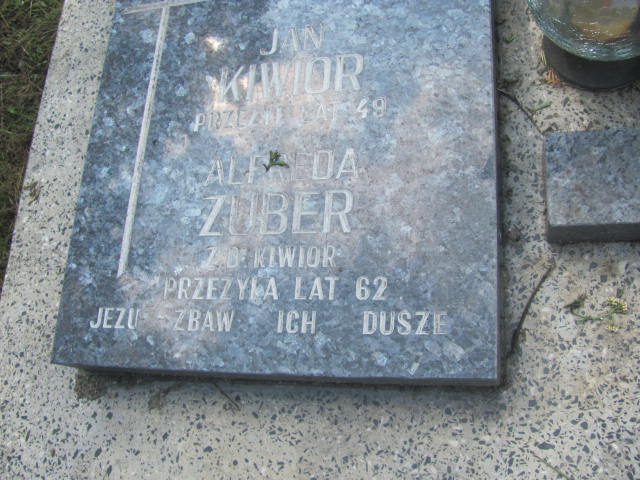 JAN
KIWIOR
PRZEŻYŁ LAT 49
ALFREDA
ZUBER
Z D. KIWIOR
PRZEŻYŁA LAT 62
JEZU ZBAW ICH DUSZE